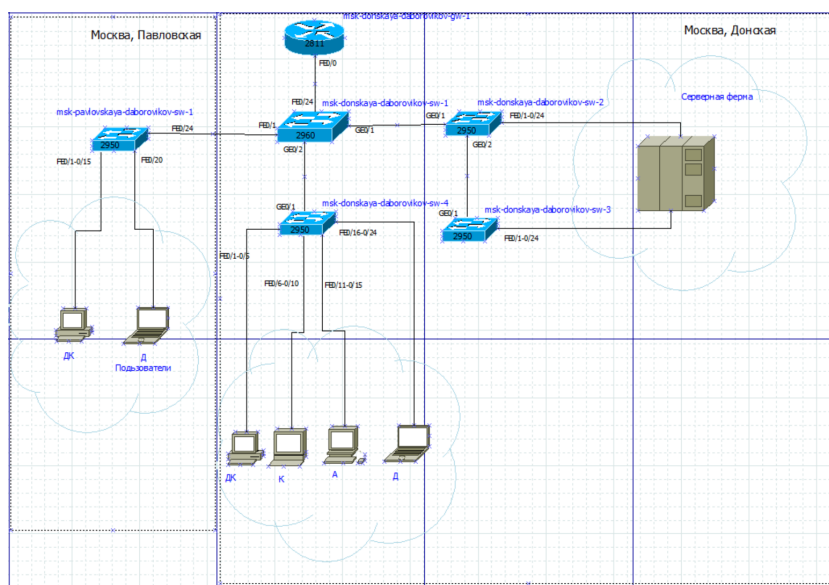 msk-donskaya-daborovikov-gw-1
Москва, Павловская
Москва, Донская
2811
FE0/0
Серверная ферма
msk-pavlovskaya-daborovikov-sw-1
FE0/24
msk-donskaya-daborovikov-sw-1
msk-donskaya-daborovikov-sw-2
FE0/24
FE0/1
2960
GE0/1
GE0/1
2950
FE0/1-0/24
2950
GE0/2
GE0/2
FE0/1-0/15
FE0/20
GE0/1
msk-donskaya-daborovikov-sw-4
GE0/1
msk-donskaya-daborovikov-sw-3
2950
FE0/16-0/24
2950
FE0/1-0/24
FE0/1-0/5
FE0/6-0/10
FE0/11-0/15
ДК
Д
Пользователи
ДК
К
А
Д